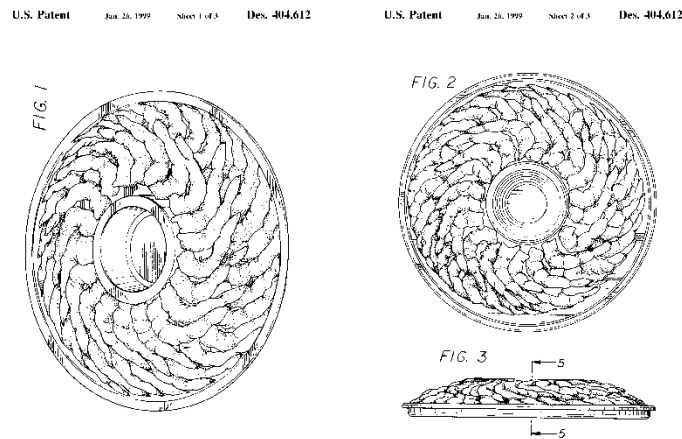 U.S. Patent Jan. 26, 1999 Sheet 1 of 3 Des. 404,612
FIG. 1
U.S. Patent Jan. 26, 1999 Sheet 2 of 3 Des. 404,612
FIG. 2
FIG. 3
5
5